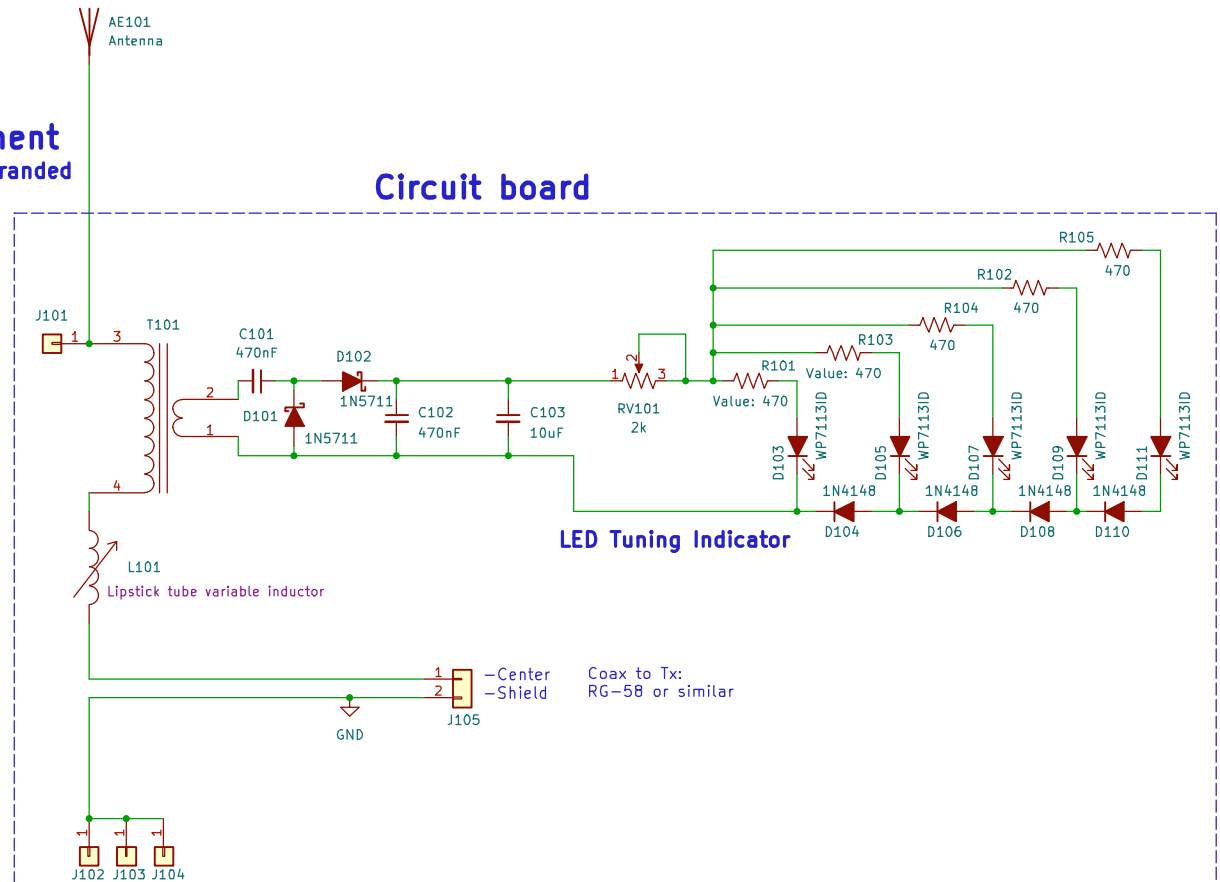 AE101
Antenna
randed
Circuit board
R105
470
R102
470
R104
470
R103
Value: 470
R101
Value: 470
J101
1
3
T101
C101
470nF
D102
1N5711
2
1
D101
1N5711
C102
470nF
C103
10uF
1
2
3
RV101
2k
D103
WP7113ID
D105
WP7113ID
D107
WP7113ID
D109
WP7113ID
D111
WP7113ID
4
1N4148
1N4148
1N4148
1N4148
D104
D106
D108
D110
LED Tuning Indicator
L101
Lipstick tube variable inductor
1
2
-Center
-Shield
Coax to Tx:
RG-58 or similar
J105
GND
1
1
1
J102
J103
J104